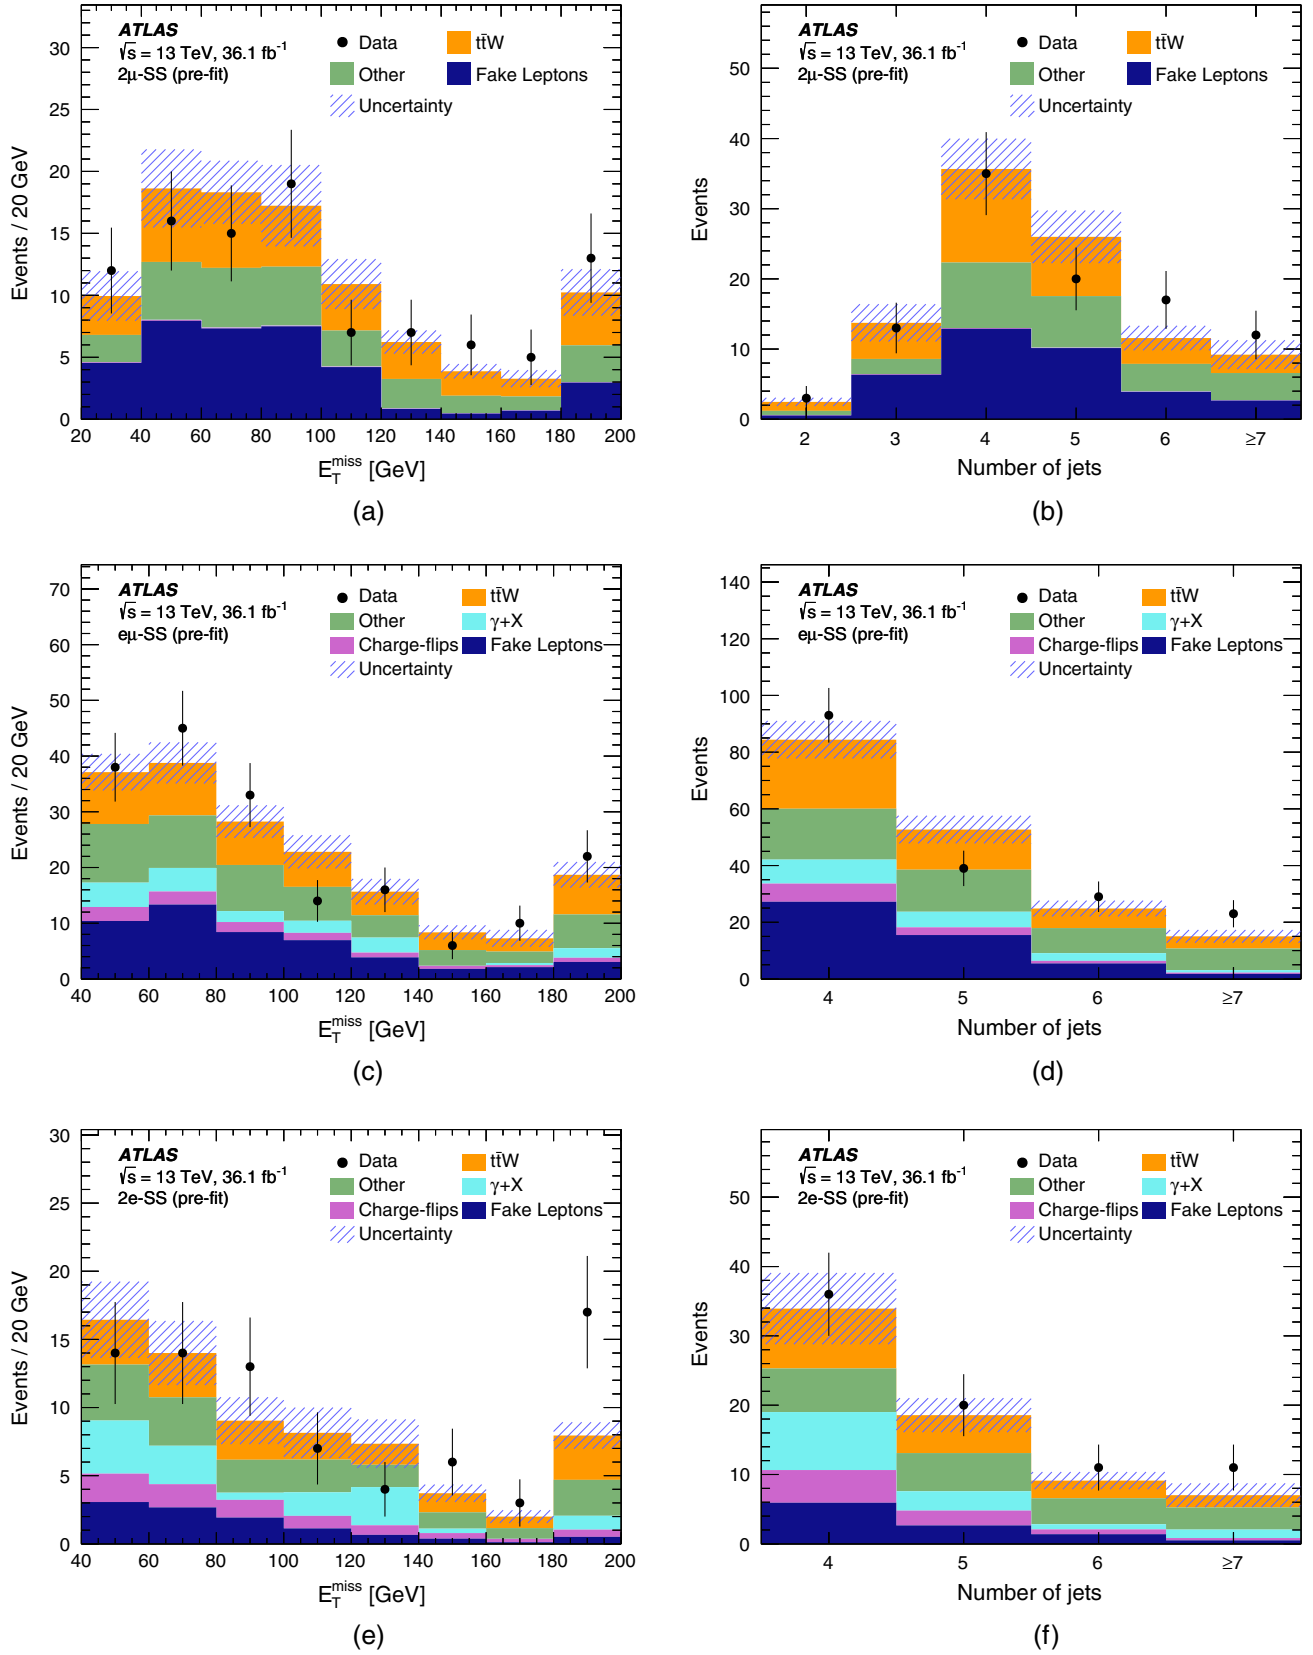 ATLAS
√s = 13 TeV, 36.1 fb⁻¹
2μ-SS (pre-fit)
Data
tt̄W
Other
Fake Leptons
Uncertainty
Events / 20 GeV
30
25
20
15
10
5
0
20 40 60 80 100 120 140 160 180 200
E_T^miss [GeV]
(a)
ATLAS
√s = 13 TeV, 36.1 fb⁻¹
2μ-SS (pre-fit)
Data
tt̄W
Other
Fake Leptons
Uncertainty
Events
50
40
30
20
10
0
2 3 4 5 6 ≥7
Number of jets
(b)
ATLAS
√s = 13 TeV, 36.1 fb⁻¹
eμ-SS (pre-fit)
Data
tt̄W
Other
γ+X
Charge-flips
Fake Leptons
Uncertainty
Events / 20 GeV
70
60
50
40
30
20
10
0
40 60 80 100 120 140 160 180 200
E_T^miss [GeV]
(c)
ATLAS
√s = 13 TeV, 36.1 fb⁻¹
eμ-SS (pre-fit)
Data
tt̄W
Other
γ+X
Charge-flips
Fake Leptons
Uncertainty
Events
140
120
100
80
60
40
20
0
4 5 6 ≥7
Number of jets
(d)
ATLAS
√s = 13 TeV, 36.1 fb⁻¹
2e-SS (pre-fit)
Data
tt̄W
Other
γ+X
Charge-flips
Fake Leptons
Uncertainty
Events / 20 GeV
30
25
20
15
10
5
0
40 60 80 100 120 140 160 180 200
E_T^miss [GeV]
(e)
ATLAS
√s = 13 TeV, 36.1 fb⁻¹
2e-SS (pre-fit)
Data
tt̄W
Other
γ+X
Charge-flips
Fake Leptons
Uncertainty
Events
50
40
30
20
10
0
4 5 6 ≥7
Number of jets
(f)